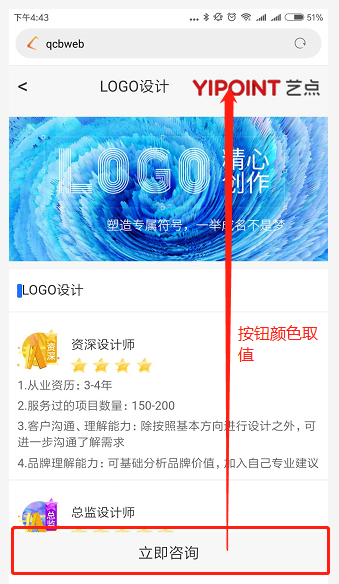 下午4:43
51%
qcbweb
<
LOGO设计
YIPOINT 艺点
LOGO
精心
创作
塑造专属符号，一举成名不是梦
LOGO设计
资深
资深设计师
1.从业资历：3-4年
2.服务过的项目数量：150-200
3.客户沟通、理解能力：除按照基本方向进行设计之外，可
进一步沟通了解需求
4.品牌理解能力：可基础分析品牌价值，加入自己专业建议
按钮颜色取
值
总监
总监设计师
立即咨询